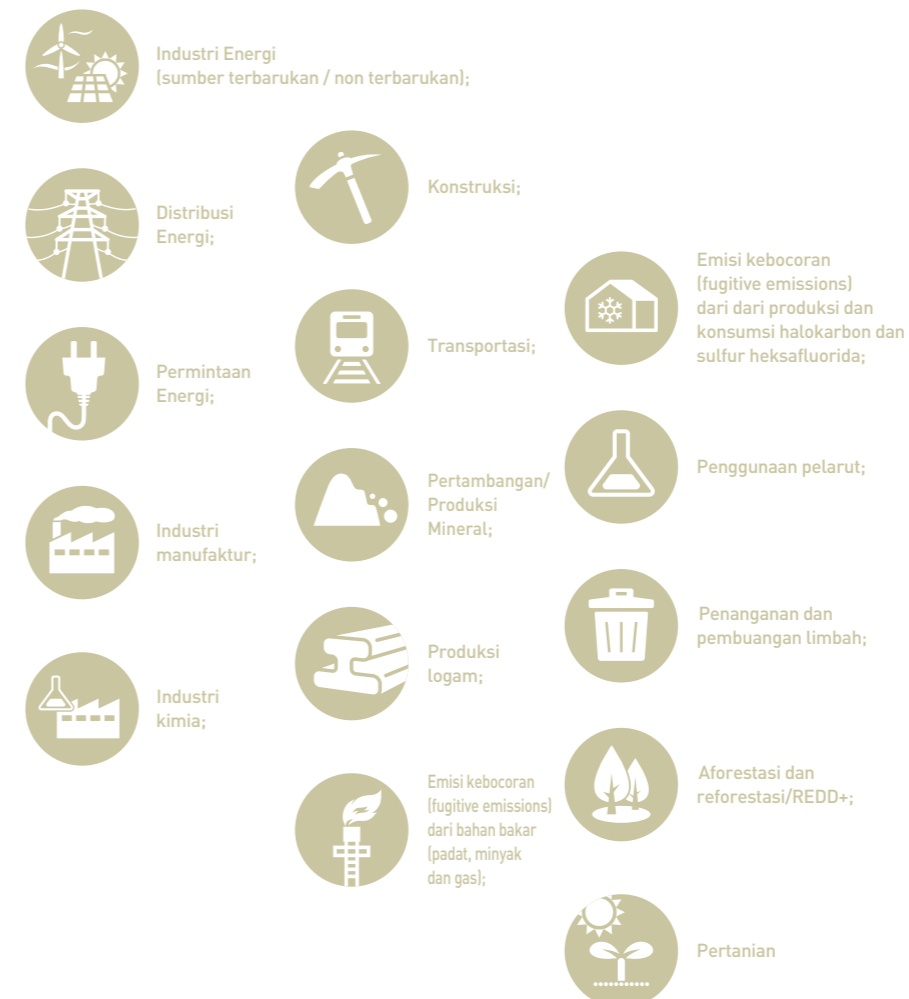 Industri Energi
(sumber terbarukan / non terbarukan);
Distribusi
Energi;
Permintaan
Energi;
Industri
manufaktur;
Industri
kimia;
Konstruksi;
Transportasi;
Pertambangan/
Produksi
Mineral;
Produksi
logam;
Emisi kebocoran
(fugitive emissions)
dari bahan bakar
(padat, minyak
dan gas);
Emisi kebocoran
(fugitive emissions)
dari dari produksi dan
konsumsi halokarbon dan
sulfur heksafluorida;
Penggunaan pelarut;
Penanganan dan
pembuangan limbah;
Aforestasi dan
reforestasi/REDD+;
Pertanian